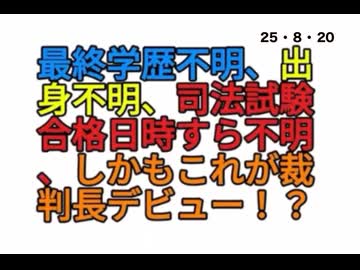 25・8・20
最終学歴不明、出
身不明、司法試験
合格日時すら不明
、しかもこれが裁
判長デビュー！？